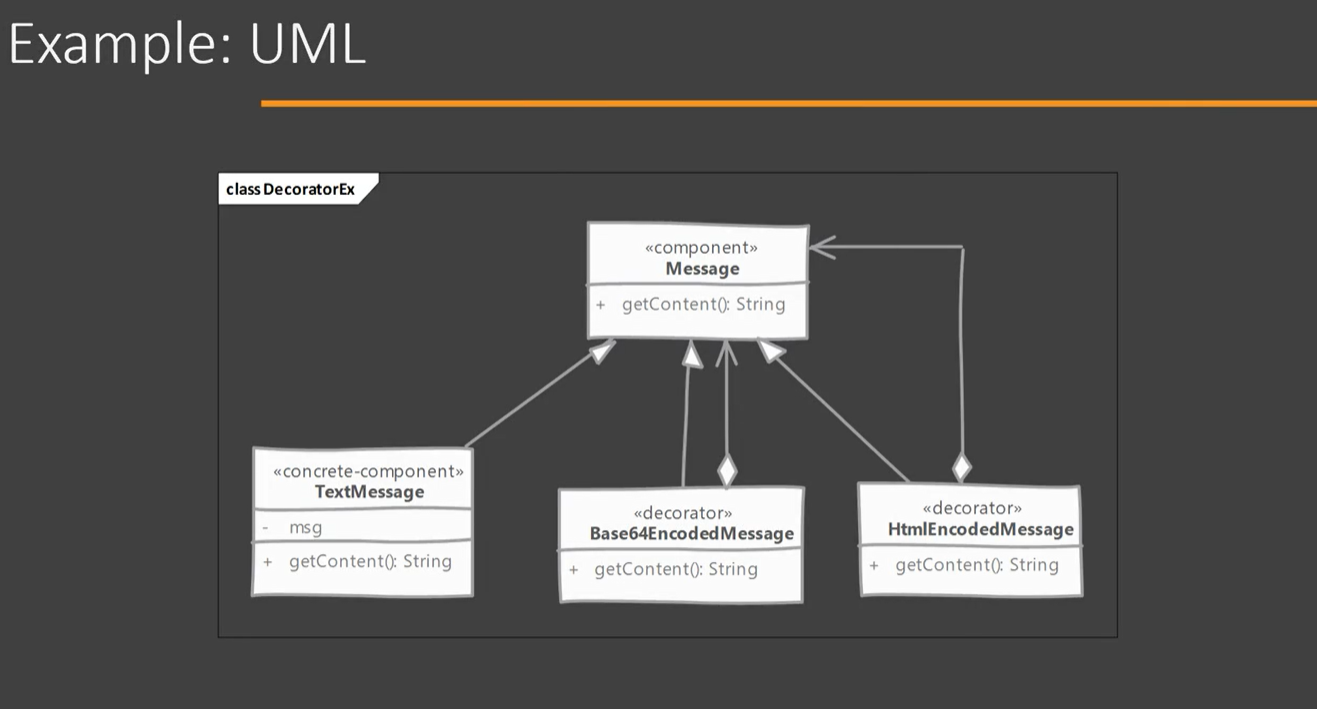 Example: UML
class DecoratorEx
«component»
Message
+ getContent(): String
«concrete-component»
TextMessage
- msg
+ getContent(): String
«decorator»
Base64EncodedMessage
+ getContent(): String
«decorator»
HtmlEncodedMessage
+ getContent(): String